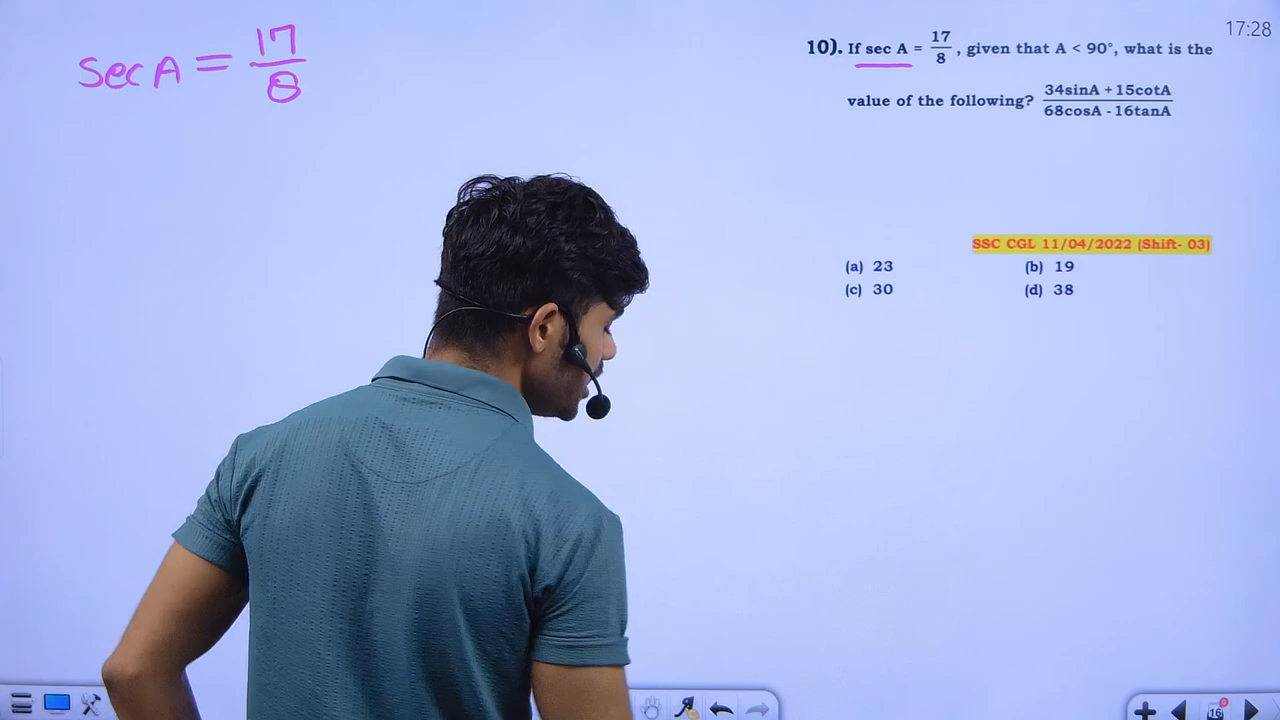 17:28
sec A = 17/8
10). If sec A = 17/8, given that A < 90°, what is the
value of the following? (34sinA + 15cotA)/(68cosA - 16tanA)
SSC CGL 11/04/2022 (Shift- 03)
(a) 23 (b) 19
(c) 30 (d) 38
16